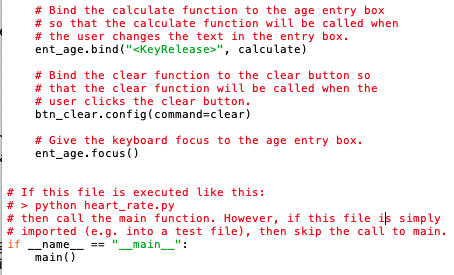 # Bind the calculate function to the age entry box
# so that the calculate function will be called when
# the user changes the text in the entry box.
ent_age.bind("<KeyRelease>", calculate)
# Bind the clear function to the clear button so
# that the clear function will be called when the
# user clicks the clear button.
btn_clear.config(command=clear)
# Give the keyboard focus to the age entry box.
ent_age.focus()
# If this file is executed like this:
# > python heart_rate.py
# then call the main function. However, if this file is simply
# imported (e.g. into a test file), then skip the call to main.
if __name__ == "__main__":
main()